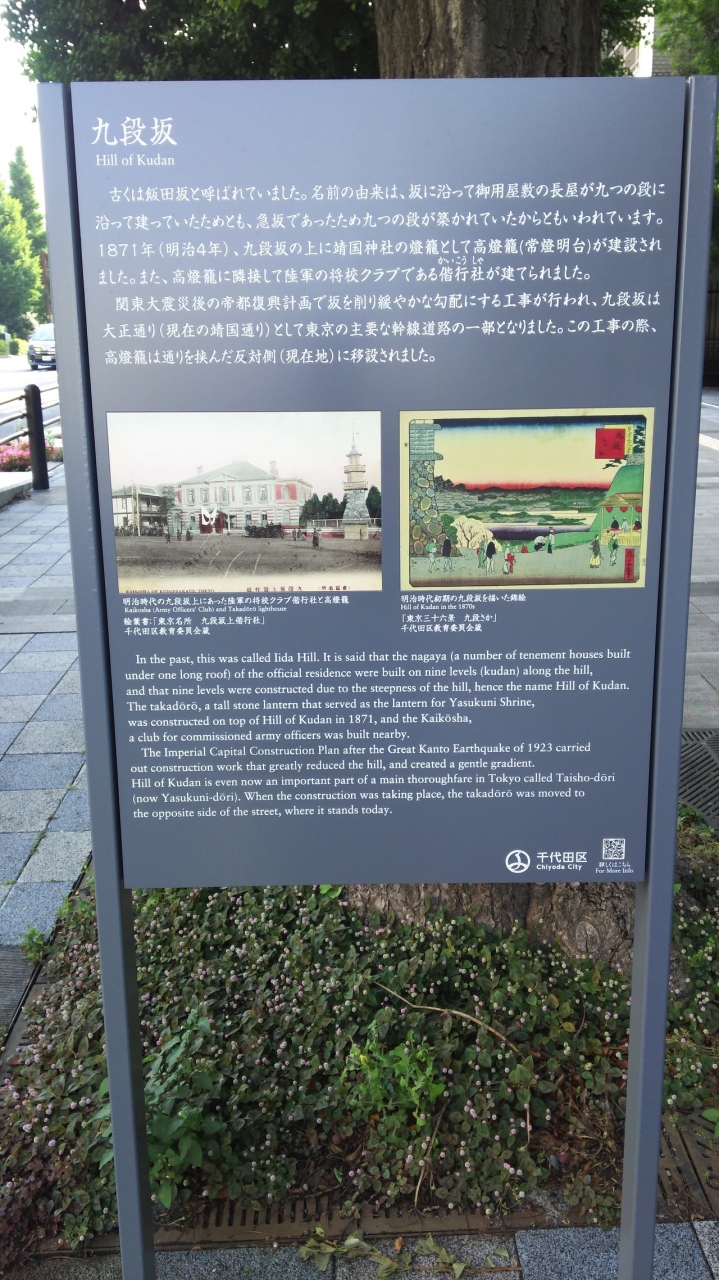 九段坂
Hill of Kudan
古くは飯田坂と呼ばれていました。名前の由来は、坂に沿って御用屋敷の長屋が九つの段に
沿って建っていたためとも、急坂であったため九つの段が築かれていたからともいわれています。
1871年(明治4年)、九段坂の上に靖国神社の燈籠として高燈籠(常燈明台)が建設され
ました。また、高燈籠に隣接して陸軍の将校クラブである偕行社が建てられました。
かいこうしゃ
関東大震災後の帝都復興計画で坂を削り緩やかな勾配にする工事が行われ、九段坂は
大正通り(現在の靖国通り)として東京の主要な幹線道路の一部となりました。この工事の際、
高燈籠は通りを挟んだ反対側(現在地)に移設されました。
明治時代の九段坂上にあった陸軍の将校クラブ偕行社と高燈籠
Kaikosha (Army Officers' Club) and Takadōrō lighthouse
絵葉書:「東京名所 九段坂上偕行社」
千代田区教育委員会蔵
明治時代初期の九段坂を描いた錦絵
Hill of Kudan in the 1870s
「東京三十六景 九段さか」
千代田区教育委員会蔵
In the past, this was called Iida Hill. It is said that the nagaya (a number of tenement houses built
under one long roof) of the official residence were built on nine levels (kudan) along the hill,
and that nine levels were constructed due to the steepness of the hill, hence the name Hill of Kudan.
The takadōrō, a tall stone lantern that served as the lantern for Yasukuni Shrine,
was constructed on top of Hill of Kudan in 1871, and the Kaikōsha,
a club for commissioned army officers was built nearby.
The Imperial Capital Construction Plan after the Great Kanto Earthquake of 1923 carried
out construction work that greatly reduced the hill, and created a gentle gradient.
Hill of Kudan is even now an important part of a main thoroughfare in Tokyo called Taisho-dōri
(now Yasukuni-dōri). When the construction was taking place, the takadōrō was moved to
the opposite side of the street, where it stands today.
千代田区
Chiyoda City
詳しくはこちら
For More Info